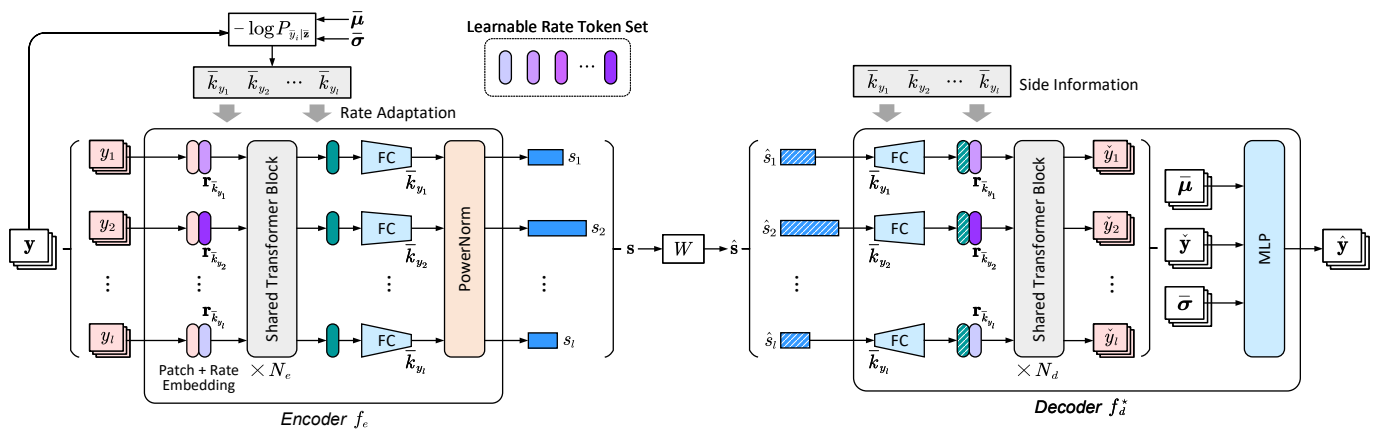 − log P_{ȳ_i|z̄}
μ̄
σ̄
k̄_{y_1} k̄_{y_2} ⋯ k̄_{y_l}
Rate Adaptation
Learnable Rate Token Set
⋯
k̄_{y_1} k̄_{y_2} ⋯ k̄_{y_l}
Side Information
y
y_1
y_2
⋮
y_l
r_{k̄_{y_1}}
r_{k̄_{y_2}}
⋮
r_{k̄_{y_l}}
Patch + Rate
Embedding
Shared Transformer Block
× N_e
FC
k̄_{y_1}
FC
k̄_{y_2}
⋮
FC
k̄_{y_l}
PowerNorm
s_1
s_2
⋮
s_l
Encoder f_e
s
W
ŝ
ŝ_1
ŝ_2
⋮
ŝ_l
FC
k̄_{y_1}
FC
k̄_{y_2}
⋮
FC
k̄_{y_l}
r_{k̄_{y_1}}
r_{k̄_{y_2}}
⋮
r_{k̄_{y_l}}
Shared Transformer Block
× N_d
y̌_1
y̌_2
⋮
y̌_l
μ̄
y̌
σ̄
MLP
ŷ
Decoder f_d^⋆